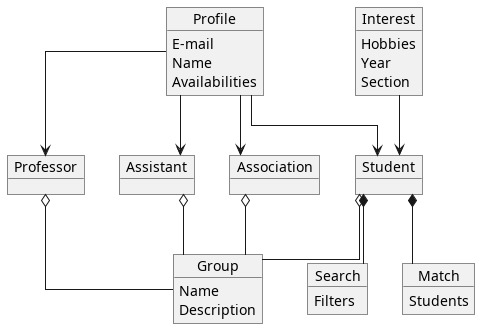 Profile
E-mail
Name
Availabilities
Interest
Hobbies
Year
Section
Professor
Assistant
Association
Student
Group
Name
Description
Search
Filters
Match
Students